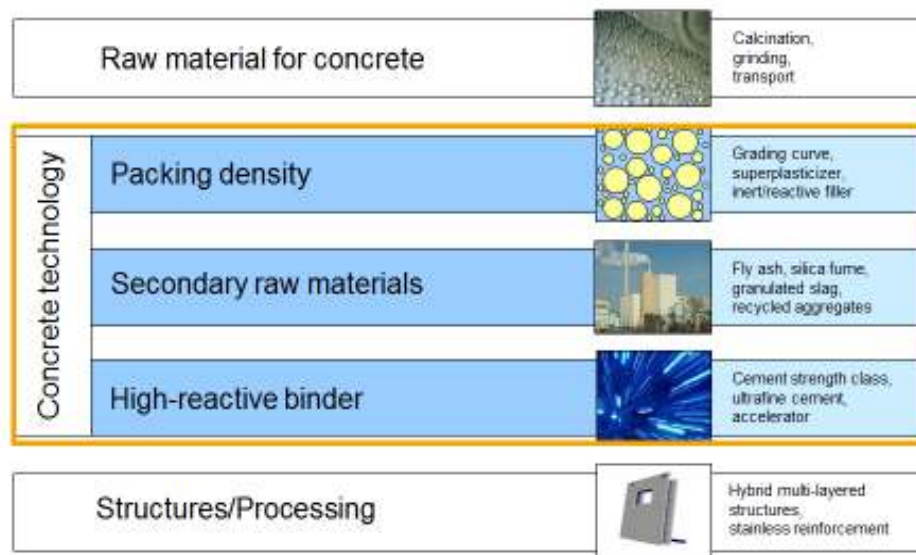 Raw material for concrete
Calcination,
grinding,
transport
Concrete technology
Packing density
Grading curve,
superplasticizer,
inert/reactive filler
Secondary raw materials
Fly ash, silica fume,
granulated slag,
recycled aggregates
High-reactive binder
Cement strength class,
ultrafine cement,
accelerator
Structures/Processing
Hybrid multi-layered
structures,
stainless reinforcement